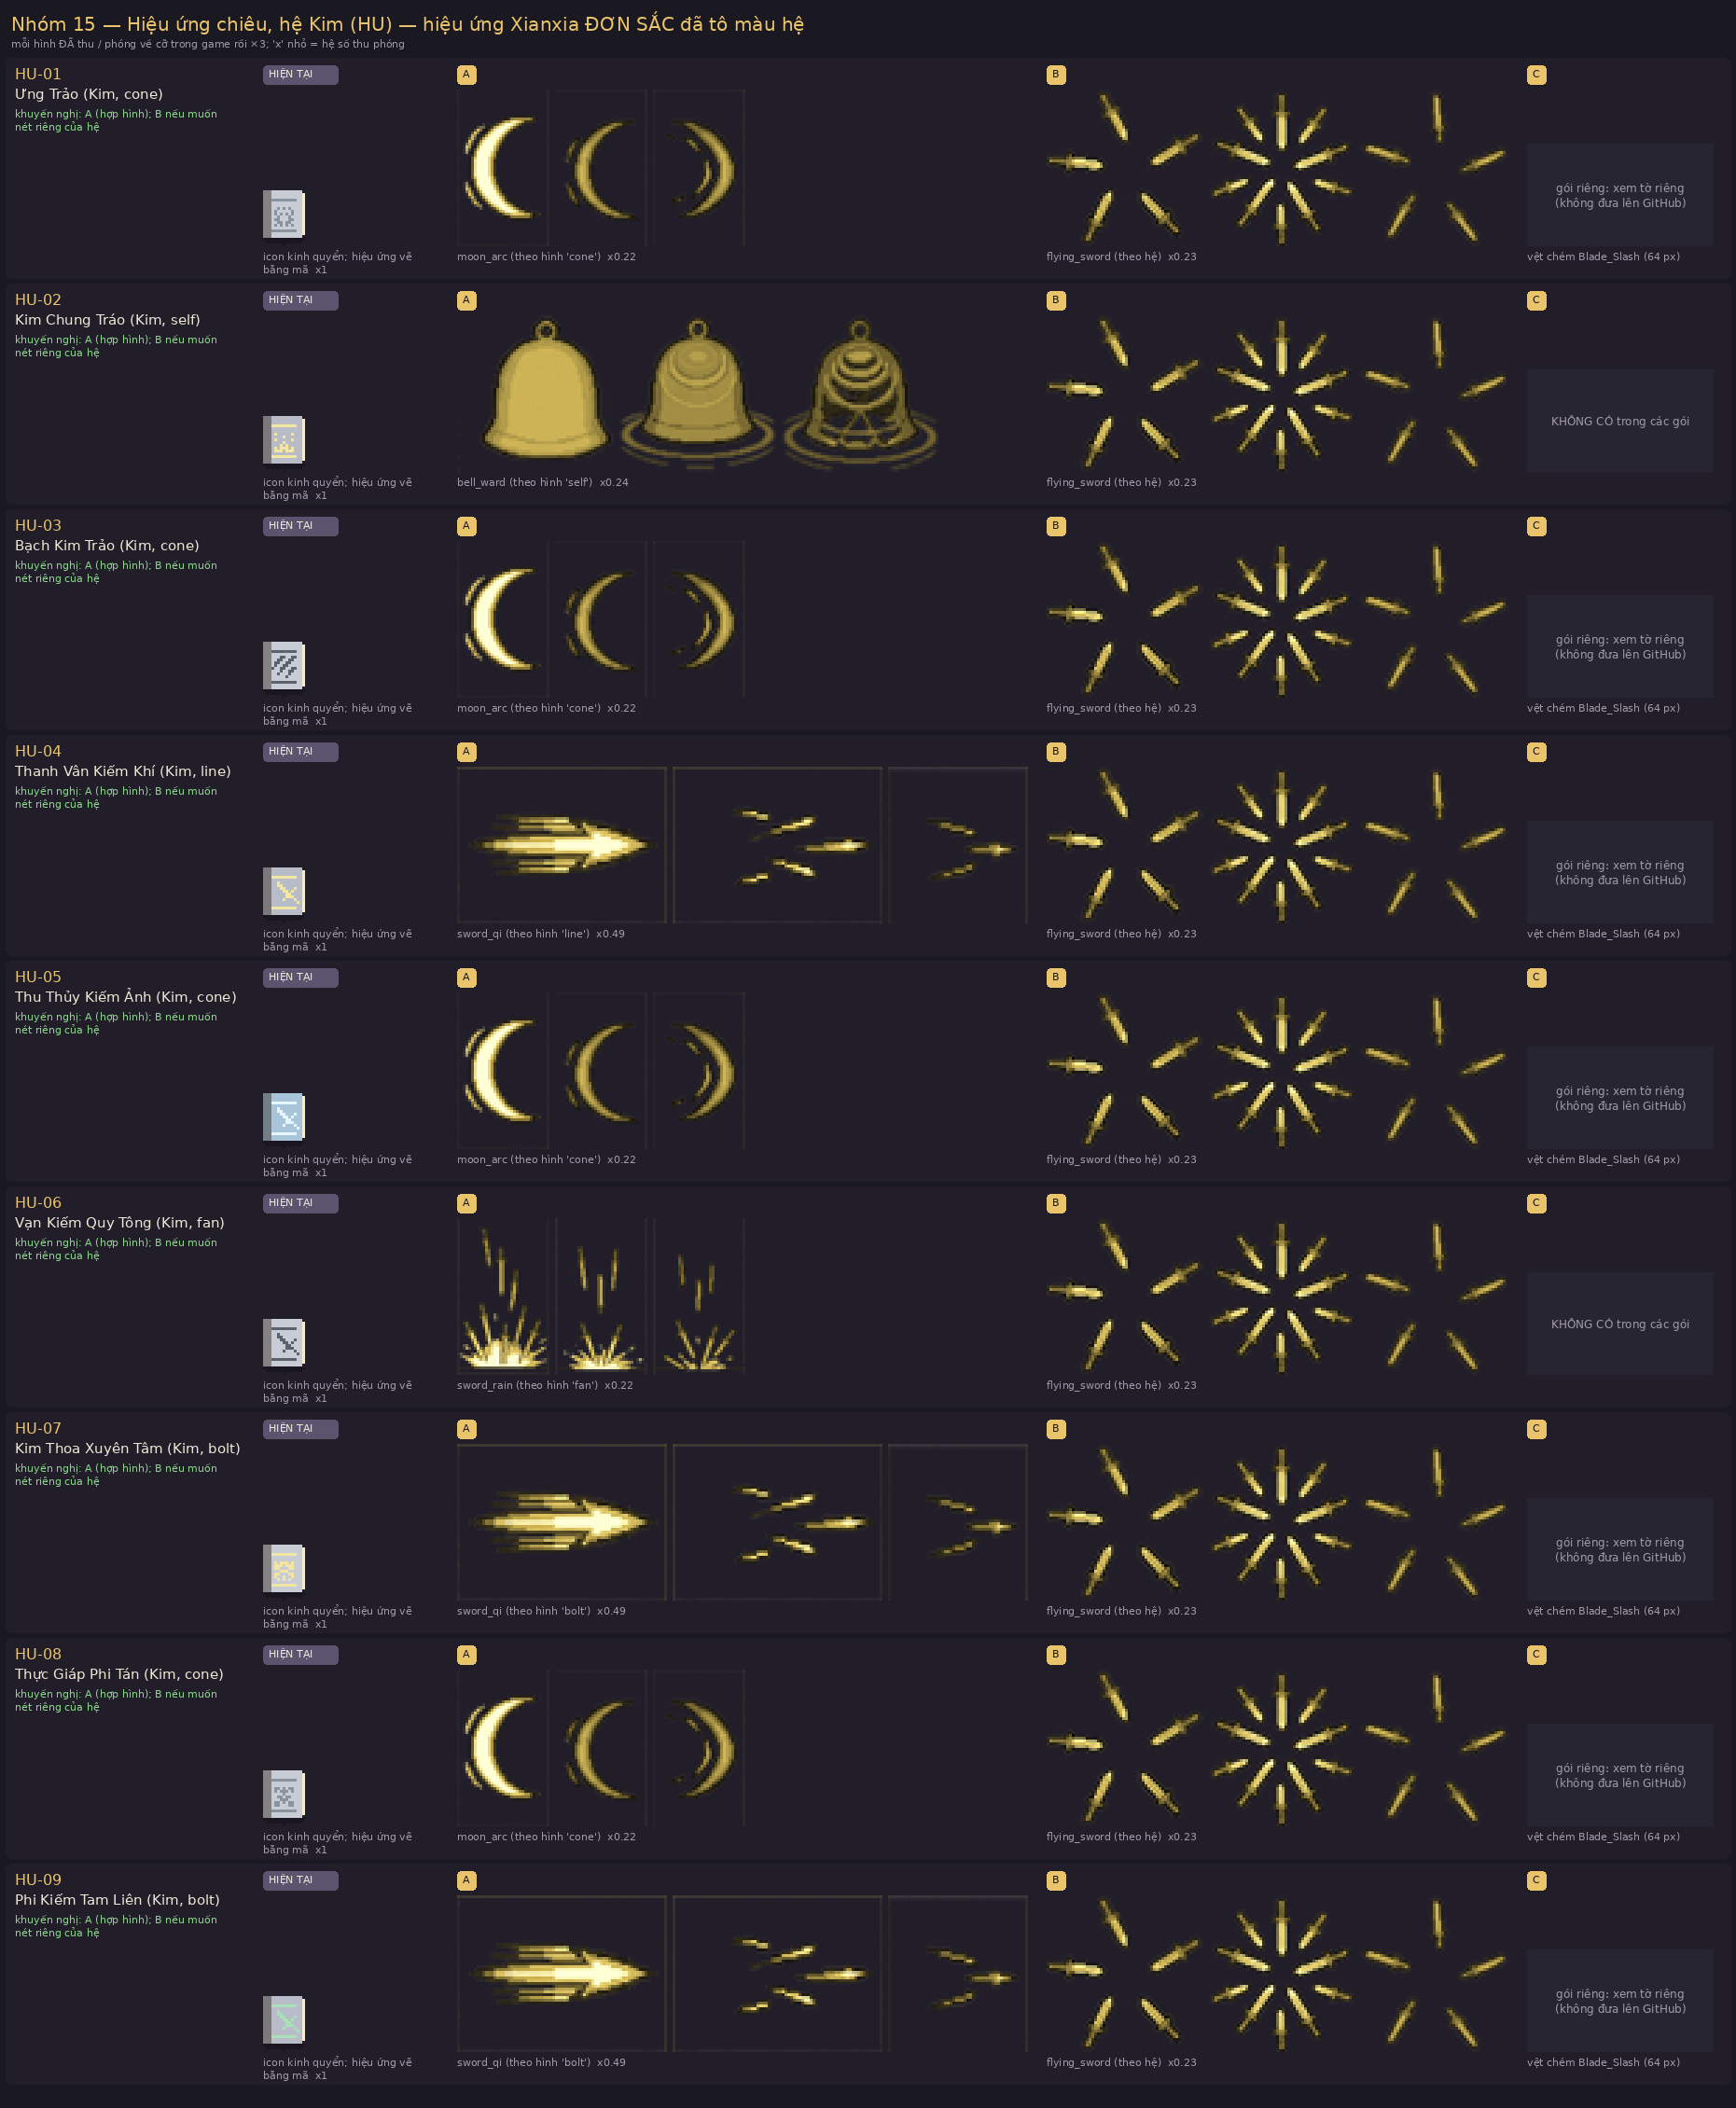 Nhóm 15 — Hiệu ứng chiêu, hệ Kim (HU) — hiệu ứng Xianxia ĐƠN SẮC đã tô màu hệ
mỗi hình ĐÃ thu / phóng về cỡ trong game rồi ×3; 'x' nhỏ = hệ số thu phóng
HU-01
Ưng Trảo (Kim, cone)
khuyến nghị: A (hợp hình); B nếu muốn
nét riêng của hệ
HIỆN TẠI
icon kinh quyển; hiệu ứng vẽ
bằng mã x1
A
moon_arc (theo hình 'cone') x0.22
B
flying_sword (theo hệ) x0.23
C
gói riêng: xem tờ riêng
(không đưa lên GitHub)
vệt chém Blade_Slash (64 px)
HU-02
Kim Chung Tráo (Kim, self)
khuyến nghị: A (hợp hình); B nếu muốn
nét riêng của hệ
HIỆN TẠI
icon kinh quyển; hiệu ứng vẽ
bằng mã x1
A
bell_ward (theo hình 'self') x0.24
B
flying_sword (theo hệ) x0.23
C
KHÔNG CÓ trong các gói
HU-03
Bạch Kim Trảo (Kim, cone)
khuyến nghị: A (hợp hình); B nếu muốn
nét riêng của hệ
HIỆN TẠI
icon kinh quyển; hiệu ứng vẽ
bằng mã x1
A
moon_arc (theo hình 'cone') x0.22
B
flying_sword (theo hệ) x0.23
C
gói riêng: xem tờ riêng
(không đưa lên GitHub)
vệt chém Blade_Slash (64 px)
HU-04
Thanh Vân Kiếm Khí (Kim, line)
khuyến nghị: A (hợp hình); B nếu muốn
nét riêng của hệ
HIỆN TẠI
icon kinh quyển; hiệu ứng vẽ
bằng mã x1
A
sword_qi (theo hình 'line') x0.49
B
flying_sword (theo hệ) x0.23
C
gói riêng: xem tờ riêng
(không đưa lên GitHub)
vệt chém Blade_Slash (64 px)
HU-05
Thu Thủy Kiếm Ảnh (Kim, cone)
khuyến nghị: A (hợp hình); B nếu muốn
nét riêng của hệ
HIỆN TẠI
icon kinh quyển; hiệu ứng vẽ
bằng mã x1
A
moon_arc (theo hình 'cone') x0.22
B
flying_sword (theo hệ) x0.23
C
gói riêng: xem tờ riêng
(không đưa lên GitHub)
vệt chém Blade_Slash (64 px)
HU-06
Vạn Kiếm Quy Tông (Kim, fan)
khuyến nghị: A (hợp hình); B nếu muốn
nét riêng của hệ
HIỆN TẠI
icon kinh quyển; hiệu ứng vẽ
bằng mã x1
A
sword_rain (theo hình 'fan') x0.22
B
flying_sword (theo hệ) x0.23
C
KHÔNG CÓ trong các gói
HU-07
Kim Thoa Xuyên Tâm (Kim, bolt)
khuyến nghị: A (hợp hình); B nếu muốn
nét riêng của hệ
HIỆN TẠI
icon kinh quyển; hiệu ứng vẽ
bằng mã x1
A
sword_qi (theo hình 'bolt') x0.49
B
flying_sword (theo hệ) x0.23
C
gói riêng: xem tờ riêng
(không đưa lên GitHub)
vệt chém Blade_Slash (64 px)
HU-08
Thực Giáp Phi Tán (Kim, cone)
khuyến nghị: A (hợp hình); B nếu muốn
nét riêng của hệ
HIỆN TẠI
icon kinh quyển; hiệu ứng vẽ
bằng mã x1
A
moon_arc (theo hình 'cone') x0.22
B
flying_sword (theo hệ) x0.23
C
gói riêng: xem tờ riêng
(không đưa lên GitHub)
vệt chém Blade_Slash (64 px)
HU-09
Phi Kiếm Tam Liên (Kim, bolt)
khuyến nghị: A (hợp hình); B nếu muốn
nét riêng của hệ
HIỆN TẠI
icon kinh quyển; hiệu ứng vẽ
bằng mã x1
A
sword_qi (theo hình 'bolt') x0.49
B
flying_sword (theo hệ) x0.23
C
gói riêng: xem tờ riêng
(không đưa lên GitHub)
vệt chém Blade_Slash (64 px)